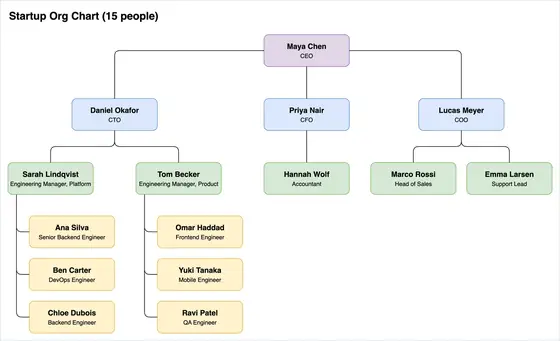 Startup Org Chart (15 people)
Maya Chen
CEO
Daniel Okafor
CTO
Priya Nair
CFO
Lucas Meyer
COO
Sarah Lindqvist
Engineering Manager, Platform
Tom Becker
Engineering Manager, Product
Hannah Wolf
Accountant
Marco Rossi
Head of Sales
Emma Larsen
Support Lead
Ana Silva
Senior Backend Engineer
Omar Haddad
Frontend Engineer
Ben Carter
DevOps Engineer
Yuki Tanaka
Mobile Engineer
Chloe Dubois
Backend Engineer
Ravi Patel
QA Engineer